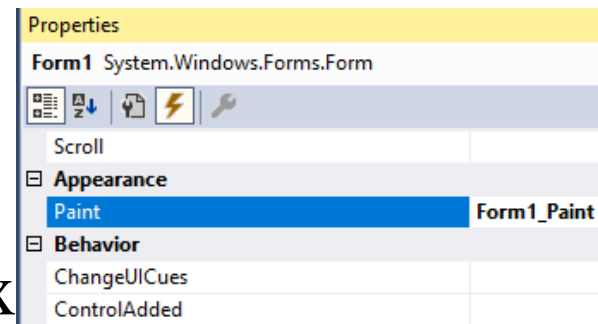 Properties
Form1 System.Windows.Forms.Form
Scroll
Appearance
Paint Form1_Paint
Behavior
ChangeUICues
x
ControlAdded